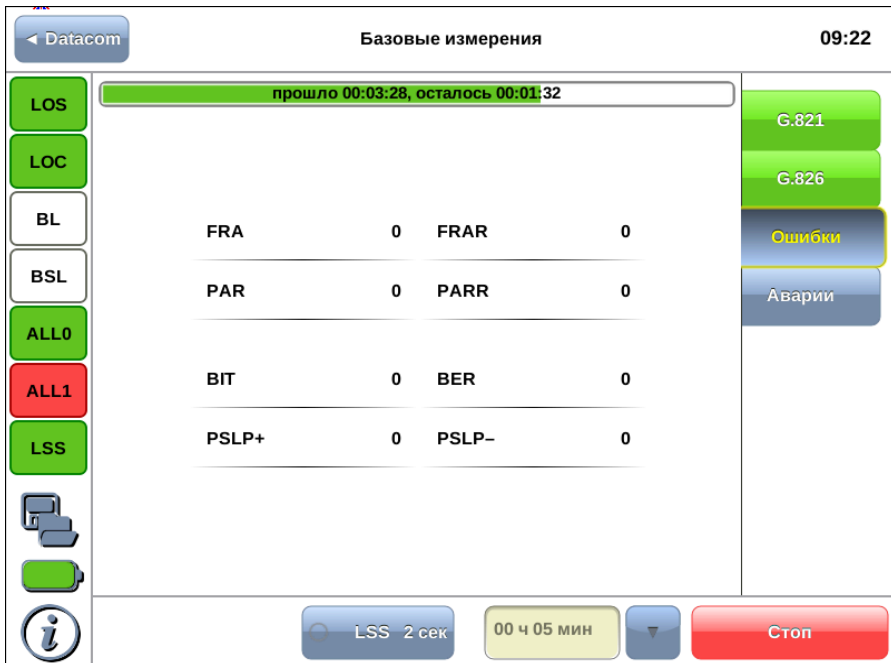 ◄ Datacom
Базовые измерения
09:22
прошло 00:03:28, осталось 00:01:32
LOS
LOC
BL
BSL
ALL0
ALL1
LSS
FRA 0 FRAR 0
PAR 0 PARR 0
BIT 0 BER 0
PSLP+ 0 PSLP– 0
G.821
G.826
Ошибки
Аварии
i
LSS 2 сек
00 ч 05 мин
▼
Стоп